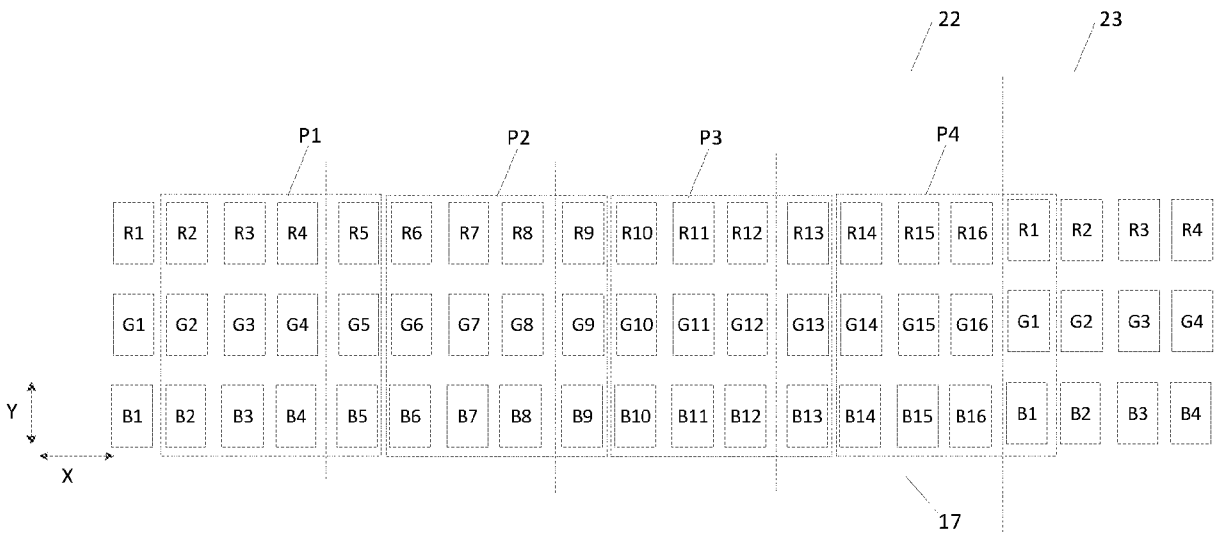 22 23
P1 P2 P3 P4
R1 R2 R3 R4 R5 R6 R7 R8 R9 R10 R11 R12 R13 R14 R15 R16 R1 R2 R3 R4
G1 G2 G3 G4 G5 G6 G7 G8 G9 G10 G11 G12 G13 G14 G15 G16 G1 G2 G3 G4
Y B1 B2 B3 B4 B5 B6 B7 B8 B9 B10 B11 B12 B13 B14 B15 B16 B1 B2 B3 B4
X
17